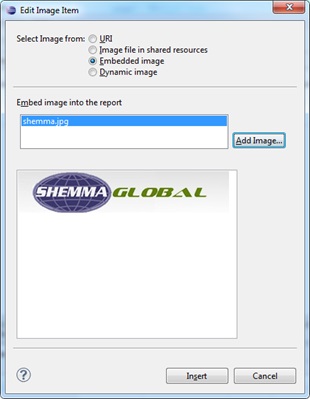 Edit Image Item
Select Image from:
URI
Image file in shared resources
Embedded image
Dynamic image
Embed image into the report
shemma.jpg
Add Image...
SHEMMA GLOBAL
?
Insert
Cancel